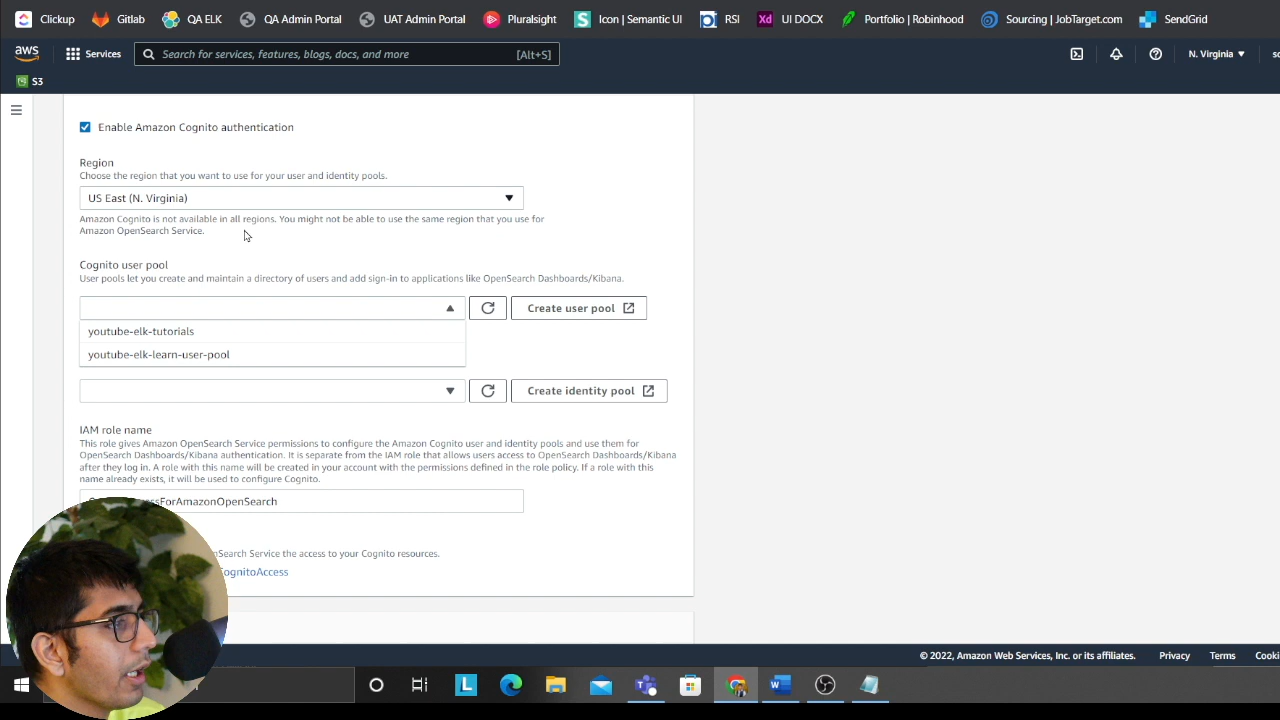 Clickup GitLab QA ELK QA Admin Portal UAT Admin Portal Pluralsight Icon | Semantic UI RSI UI DOCX Portfolio | Robinhood Sourcing | JobTarget.com SendGrid
aws Services Search for services, features, blogs, docs, and more [Alt+S] N. Virginia
S3
Enable Amazon Cognito authentication
Region
Choose the region that you want to use for your user and identity pools.
US East (N. Virginia)
Amazon Cognito is not available in all regions. You might not be able to use the same region that you use for
Amazon OpenSearch Service.
Cognito user pool
User pools let you create and maintain a directory of users and add sign-in to applications like OpenSearch Dashboards/Kibana.
Create user pool
youtube-elk-tutorials
youtube-elk-learn-user-pool
Create identity pool
IAM role name
This role gives Amazon OpenSearch Service permissions to configure the Amazon Cognito user and identity pools and use them for
OpenSearch Dashboards/Kibana authentication. It is separate from the IAM role that allows users access to OpenSearch Dashboards/Kibana
after they log in. A role with this name will be created in your account with the permissions defined in the role policy. If a role with this
name already exists, it will be used to configure Cognito.
ssForAmazonOpenSearch
nSearch Service the access to your Cognito resources.
CognitoAccess
© 2022, Amazon Web Services, Inc. or its affiliates. Privacy Terms Cooki